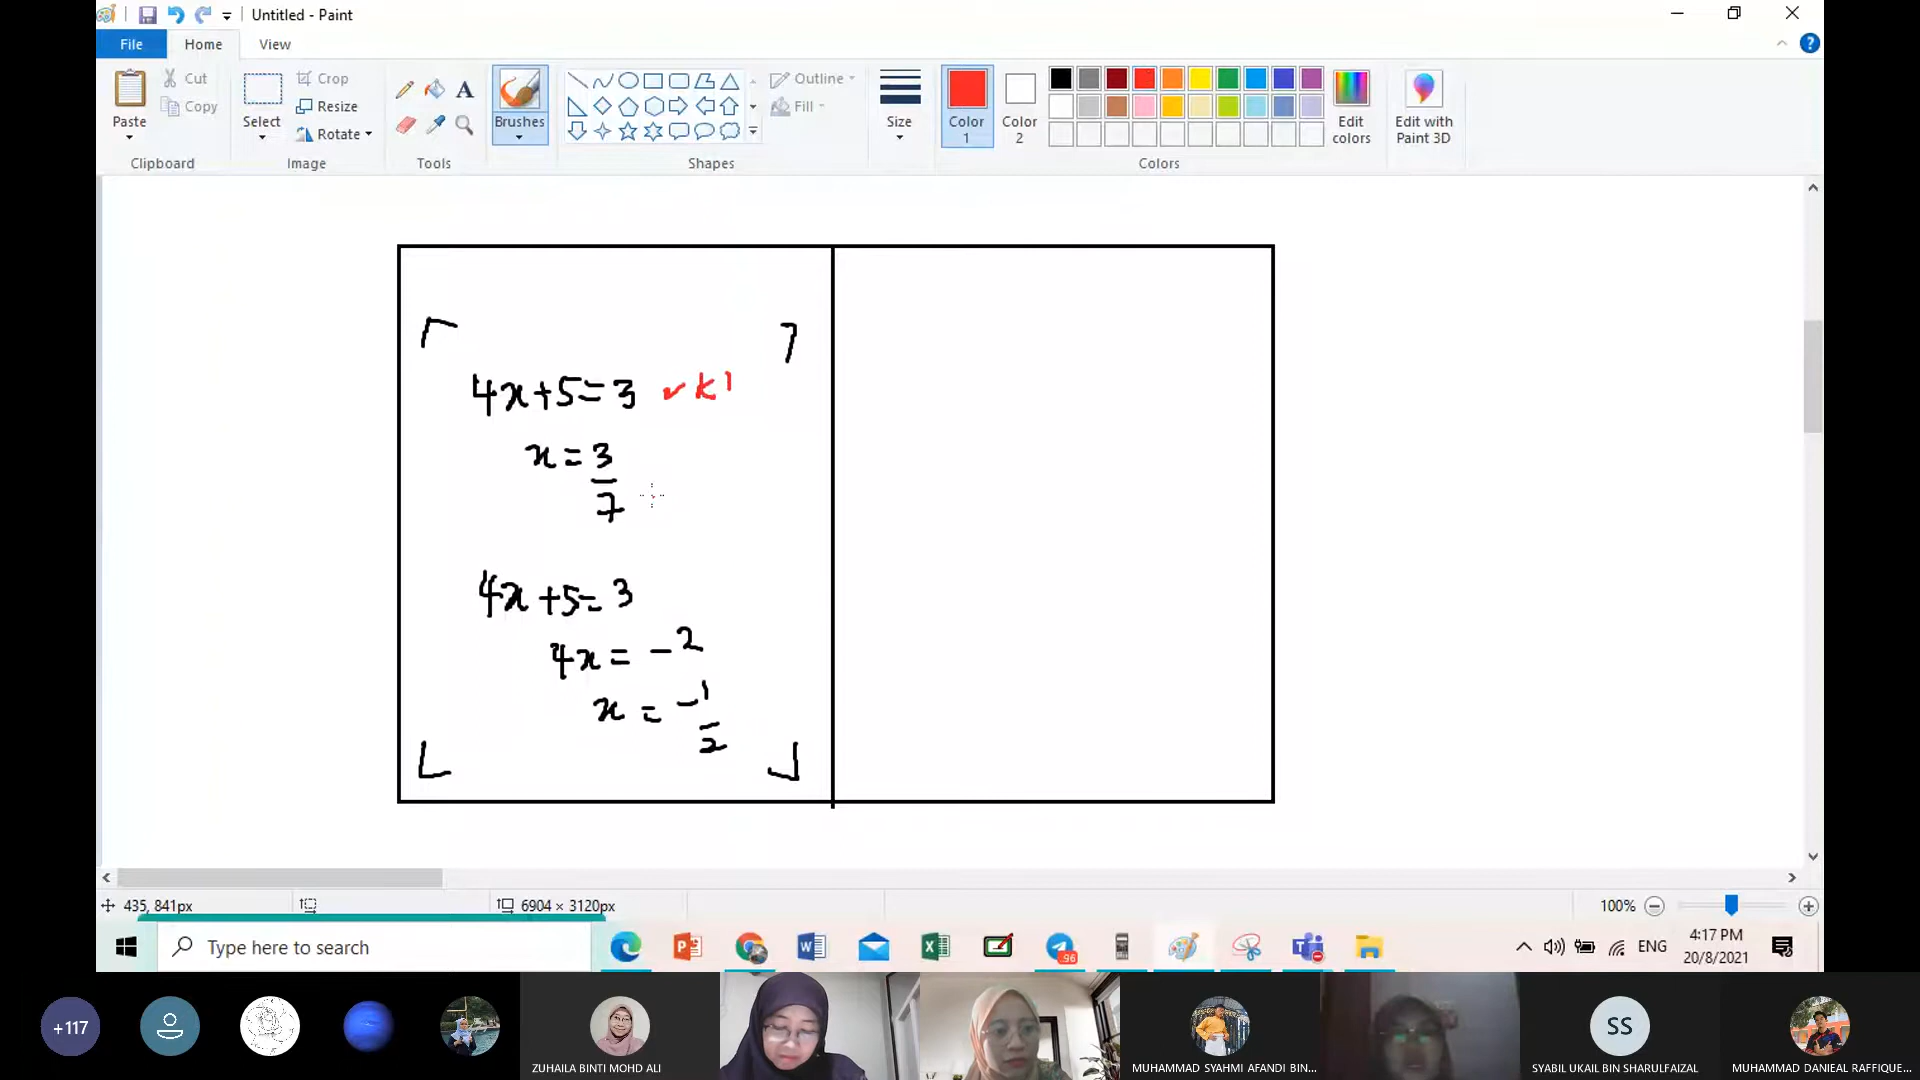 Untitled - Paint
File Home View
Paste
Cut
Copy
Clipboard
Select
Crop
Resize
Rotate
Image
Tools
Brushes
Outline
Fill
Shapes
Size
Color 1
Color 2
Edit colors
Edit with Paint 3D
Colors
4x+5=3 ✓ K1
x = 3/7
4x+5=3
4x = -2
x = -1/2
435, 841px
6904 × 3120px
100%
Type here to search
96
ENG
4:17 PM
20/8/2021
+117
SS
ZUHAILA BINTI MOHD ALI
MUHAMMAD SYAHMI AFANDI BIN...
SYABIL UKAIL BIN SHARULFAIZAL
MUHAMMAD DANIEAL RAFFIQUE...